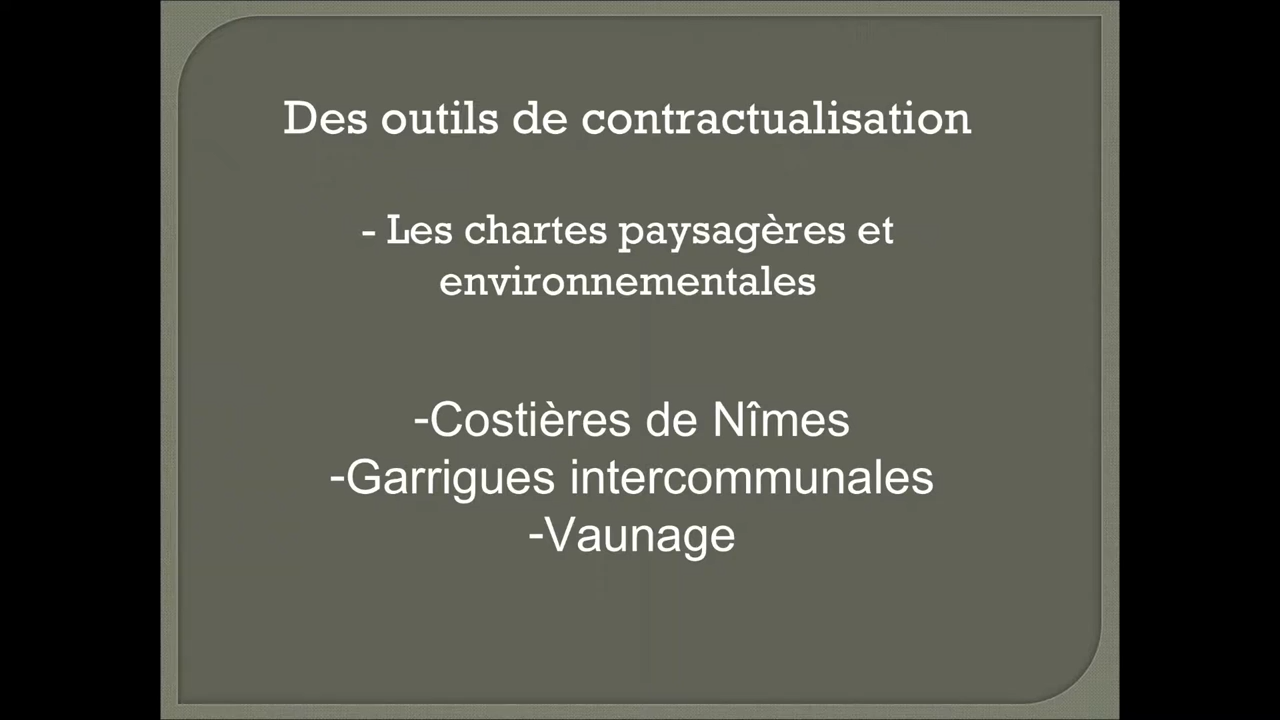 Des outils de contractualisation
- Les chartes paysagères et
environnementales
-Costières de Nîmes
-Garrigues intercommunales
-Vaunage